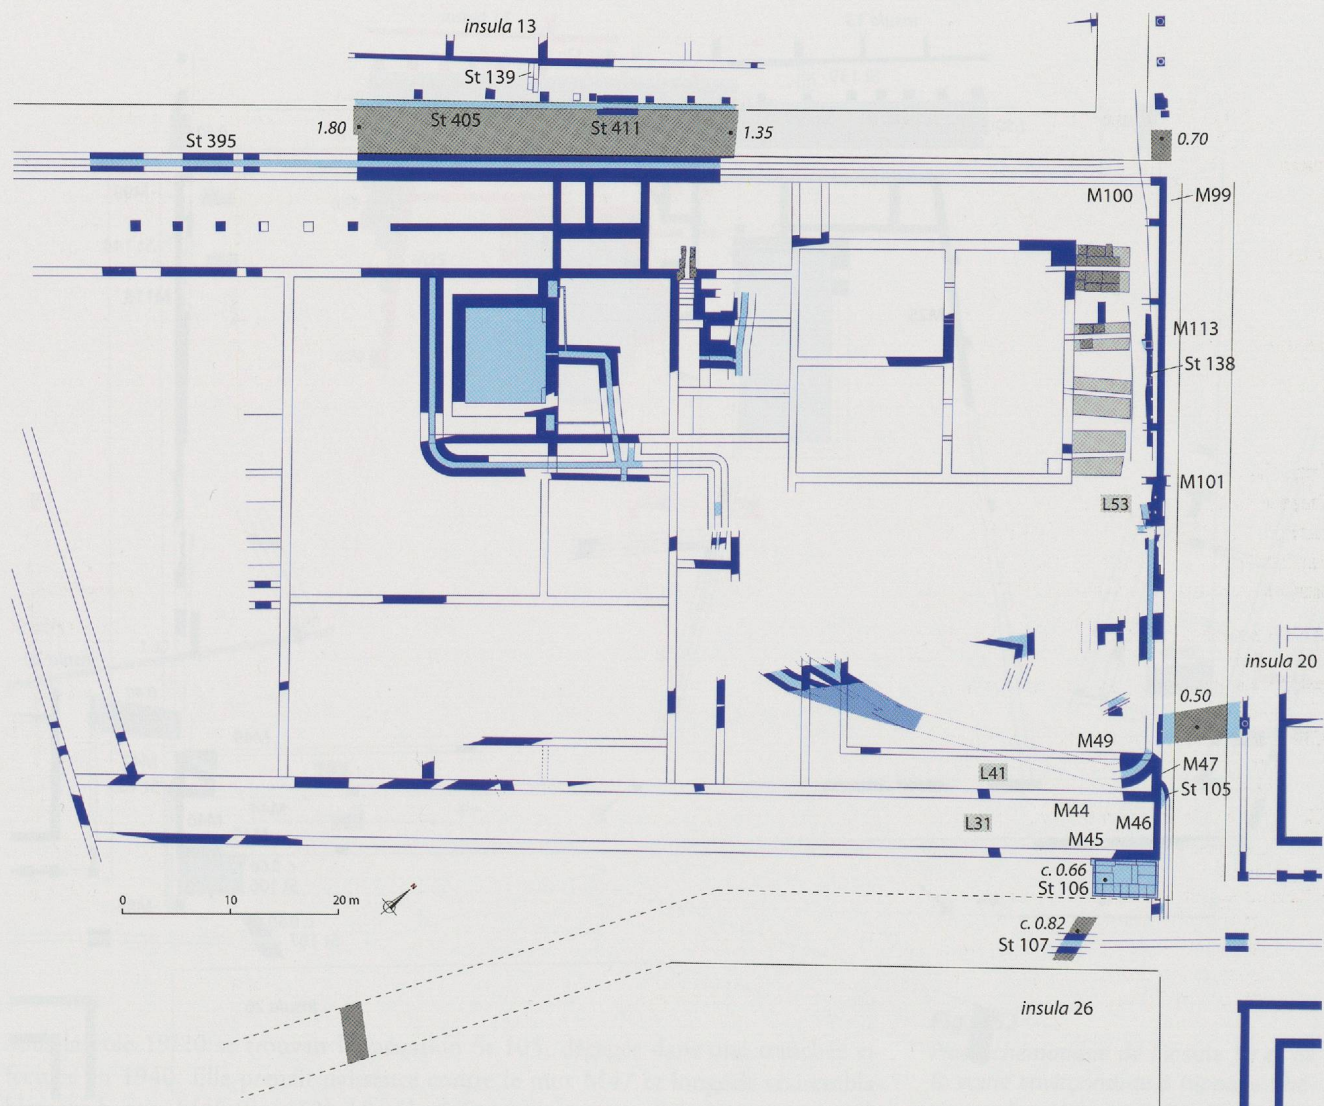 insula 13
St 139
St 405
St 411
1.80
1.35
0.70
St 395
M100
M99
M113
St 138
M101
L53
insula 20
0.50
M49
M47
L41
St 105
M44
L31
M46
M45
c. 0.66
St 106
0
10
20 m
c. 0.82
St 107
insula 26